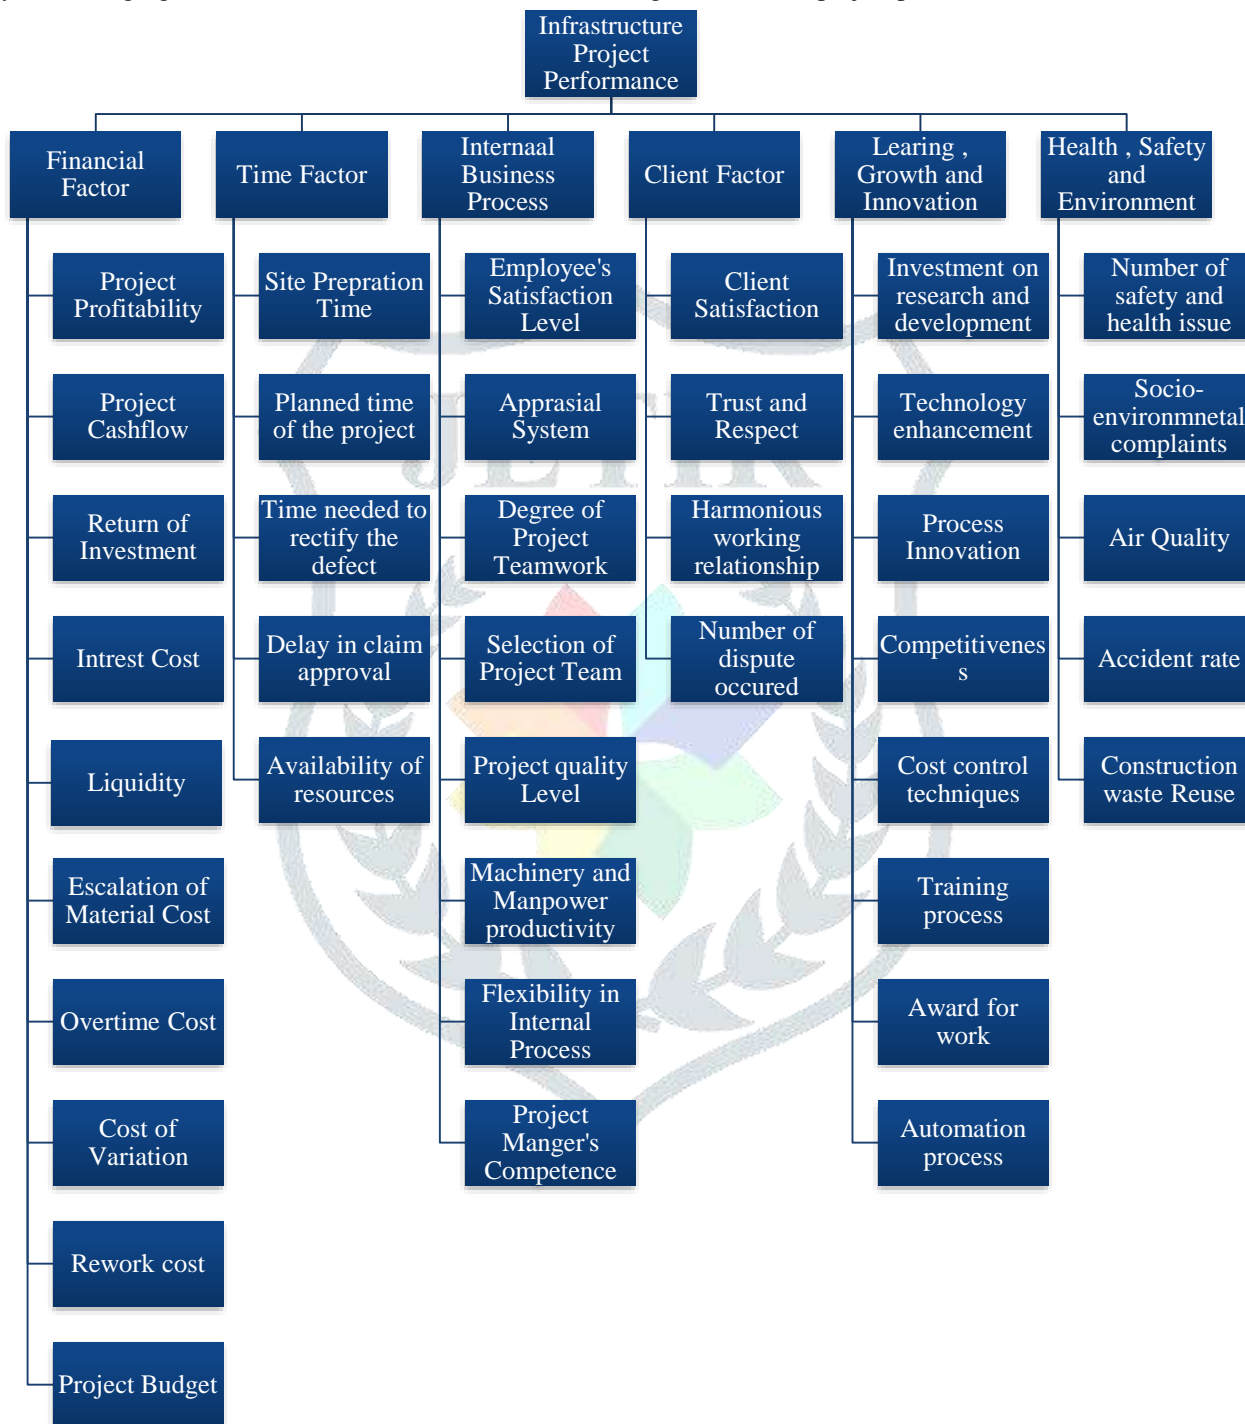 Infrastructure
Project
Performance
Financial
Factor
Time Factor
Internaal
Business
Process
Client Factor
Learing ,
Growth and
Innovation
Health , Safety
and
Environment
Project
Profitability
Project
Cashflow
Return of
Investment
Intrest Cost
Liquidity
Escalation of
Material Cost
Overtime Cost
Cost of
Variation
Rework cost
Project Budget
Site Prepration
Time
Planned time
of the project
Time needed to
rectify the
defect
Delay in claim
approval
Availability of
resources
Employee's
Satisfaction
Level
Apprasial
System
Degree of
Project
Teamwork
Selection of
Project Team
Project quality
Level
Machinery and
Manpower
productivity
Flexibility in
Internal
Process
Project
Manger's
Competence
Client
Satisfaction
Trust and
Respect
Harmonious
working
relationship
Number of
dispute
occured
Investment on
research and
development
Technology
enhancement
Process
Innovation
Competitivenes
s
Cost control
techniques
Training
process
Award for
work
Automation
process
Number of
safety and
health issue
Socio-
environmnetal
complaints
Air Quality
Accident rate
Construction
waste Reuse
JETIR